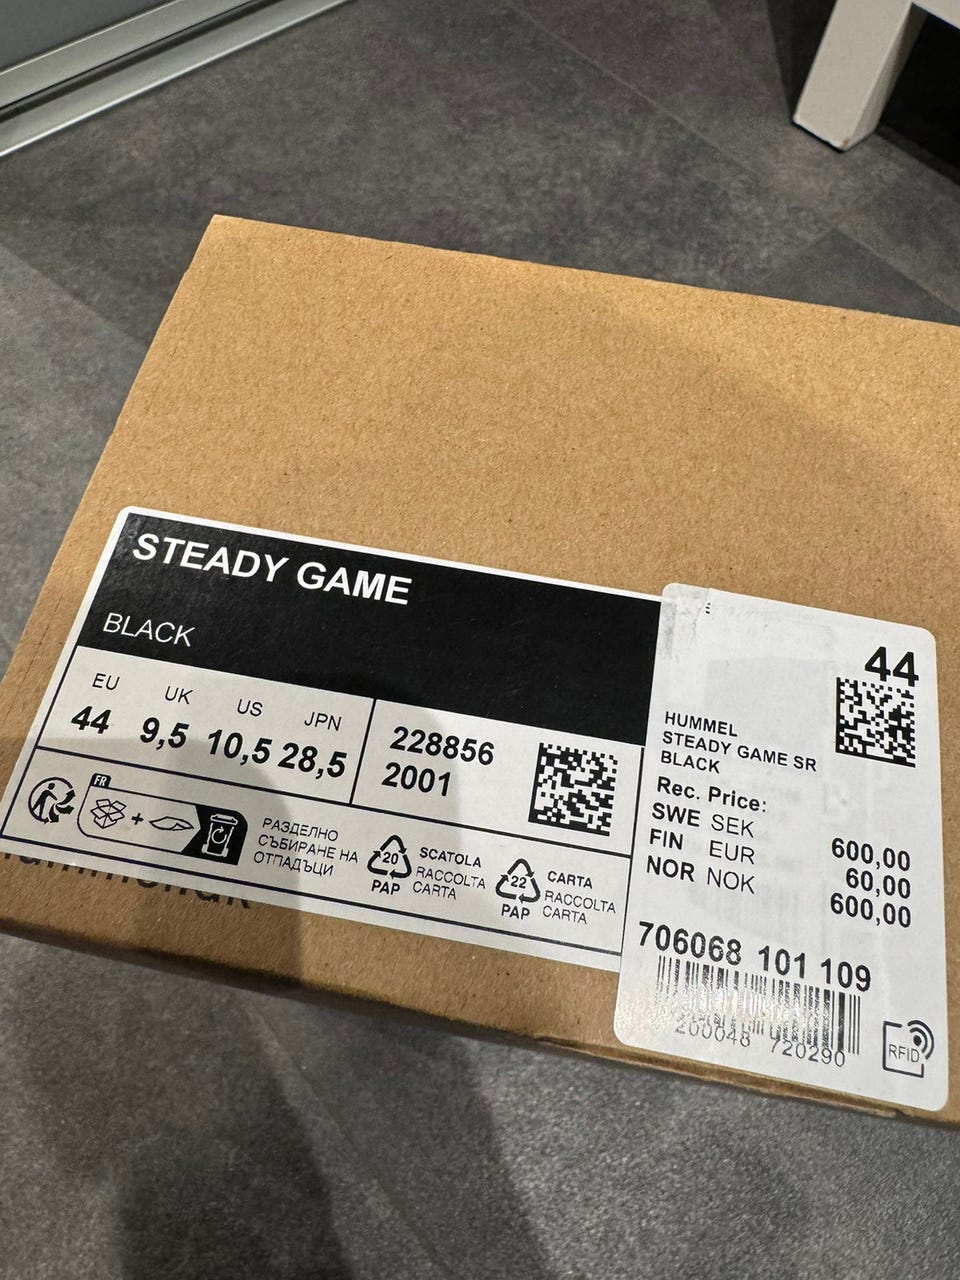 STEADY GAME
BLACK
EU UK US JPN
44 9,5 10,5 28,5
228856
2001
FR
+
РАЗДЕЛНО
СЪБИРАНЕ НА
ОТПАДЪЦИ
20
PAP
SCATOLA
RACCOLTA
CARTA
22
PAP
CARTA
RACCOLTA
CARTA
44
HUMMEL
STEADY GAME SR
BLACK
Rec. Price:
SWE SEK 600,00
FIN EUR 60,00
NOR NOK 600,00
706068 101 109
200048 720290
RFID